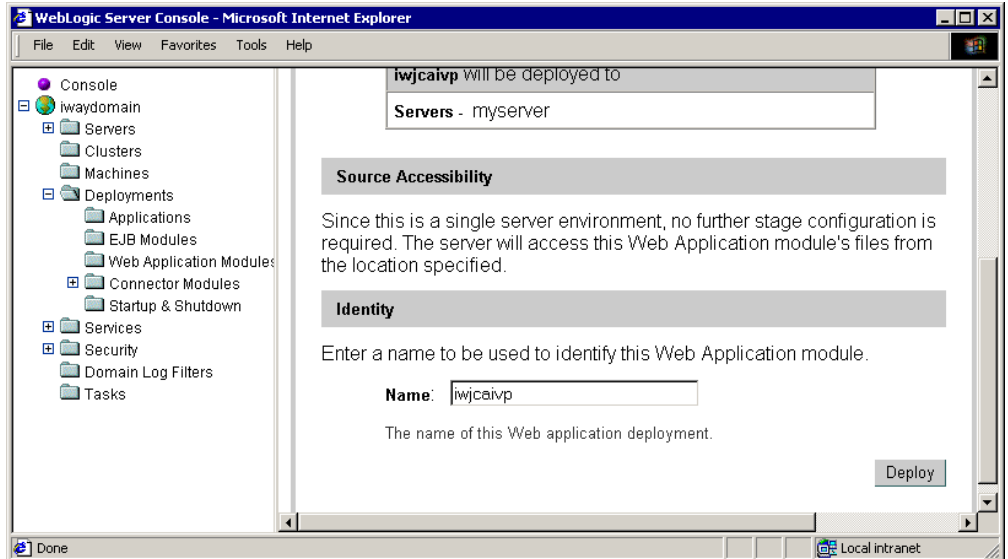 WebLogic Server Console - Microsoft Internet Explorer
File Edit View Favorites Tools Help
Console
iwaydomain
Servers
Clusters
Machines
Deployments
Applications
EJB Modules
Web Application Modules
Connector Modules
Startup & Shutdown
Services
Security
Domain Log Filters
Tasks
iwjcaivp will be deployed to
Servers - myserver
Source Accessibility
Since this is a single server environment, no further stage configuration is
required. The server will access this Web Application module's files from
the location specified.
Identity
Enter a name to be used to identify this Web Application module.
Name: iwjcaivp
The name of this Web application deployment.
Deploy
Done
Local intranet